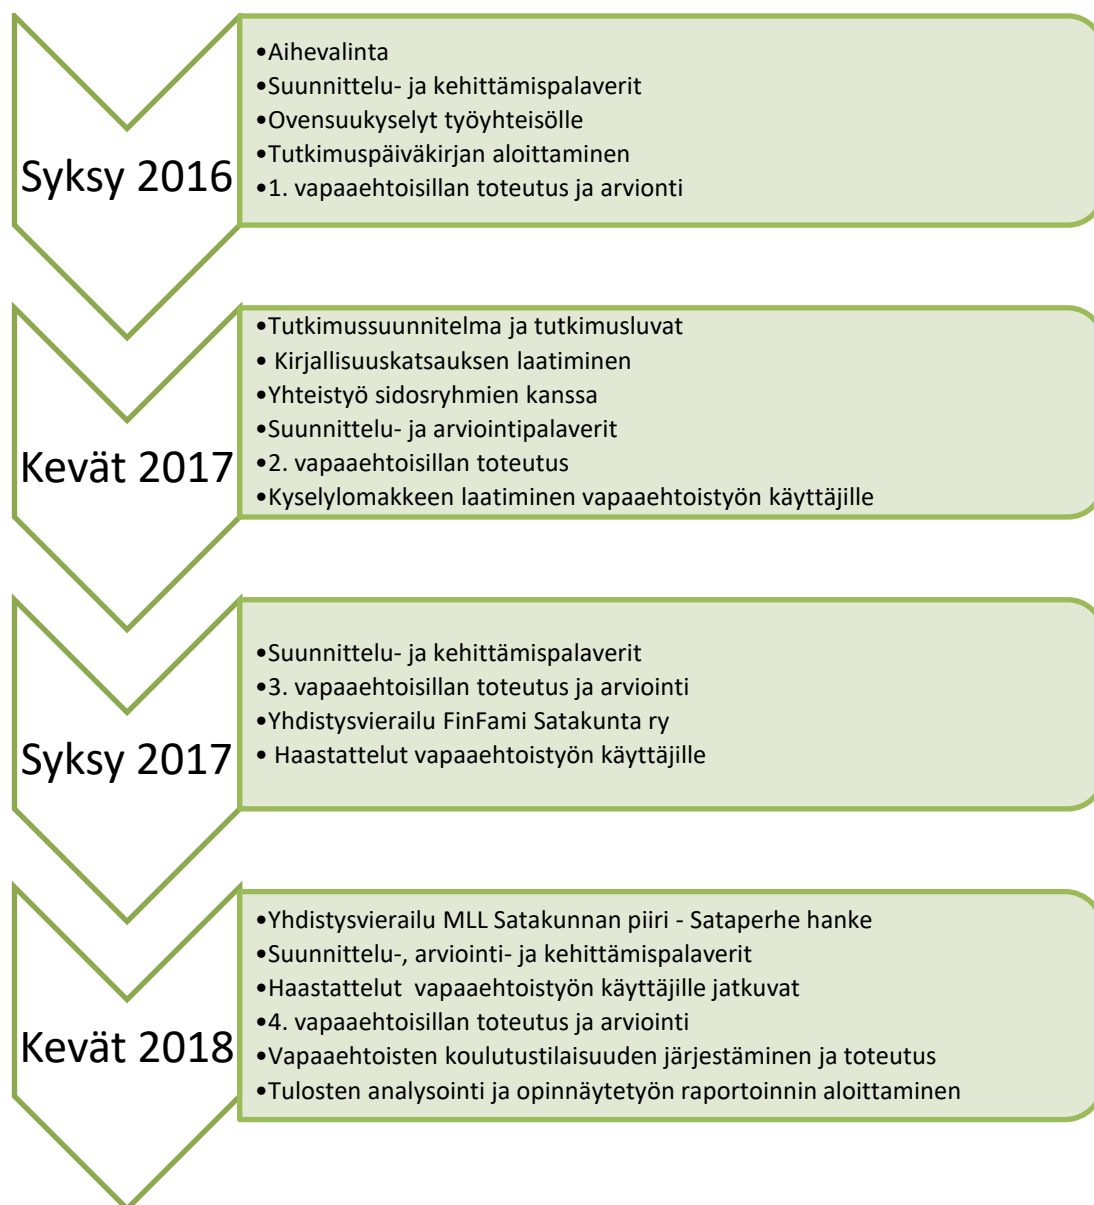 Syksy 2016
•Aihevalinta
•Suunnittelu- ja kehittämispalaverit
•Ovensuukyselyt työyhteisölle
•Tutkimuspäiväkirjan aloittaminen
•1. vapaaehtoisillan toteutus ja arvionti
Kevät 2017
•Tutkimussuunnitelma ja tutkimusluvat
• Kirjallisuuskatsauksen laatiminen
•Yhteistyö sidosryhmien kanssa
•Suunnittelu- ja arviointipalaverit
•2. vapaaehtoisillan toteutus
•Kyselylomakkeen laatiminen vapaaehtoistyön käyttäjille
Syksy 2017
•Suunnittelu- ja kehittämispalaverit
•3. vapaaehtoisillan toteutus ja arviointi
•Yhdistysvierailu FinFami Satakunta ry
• Haastattelut vapaaehtoistyön käyttäjille
Kevät 2018
•Yhdistysvierailu MLL Satakunnan piiri - Sataperhe hanke
•Suunnittelu-, arviointi- ja kehittämispalaverit
•Haastattelut  vapaaehtoistyön käyttäjille jatkuvat
•4. vapaaehtoisillan toteutus ja arviointi
•Vapaaehtoisten koulutustilaisuuden järjestäminen ja toteutus
•Tulosten analysointi ja opinnäytetyön raportoinnin aloittaminen